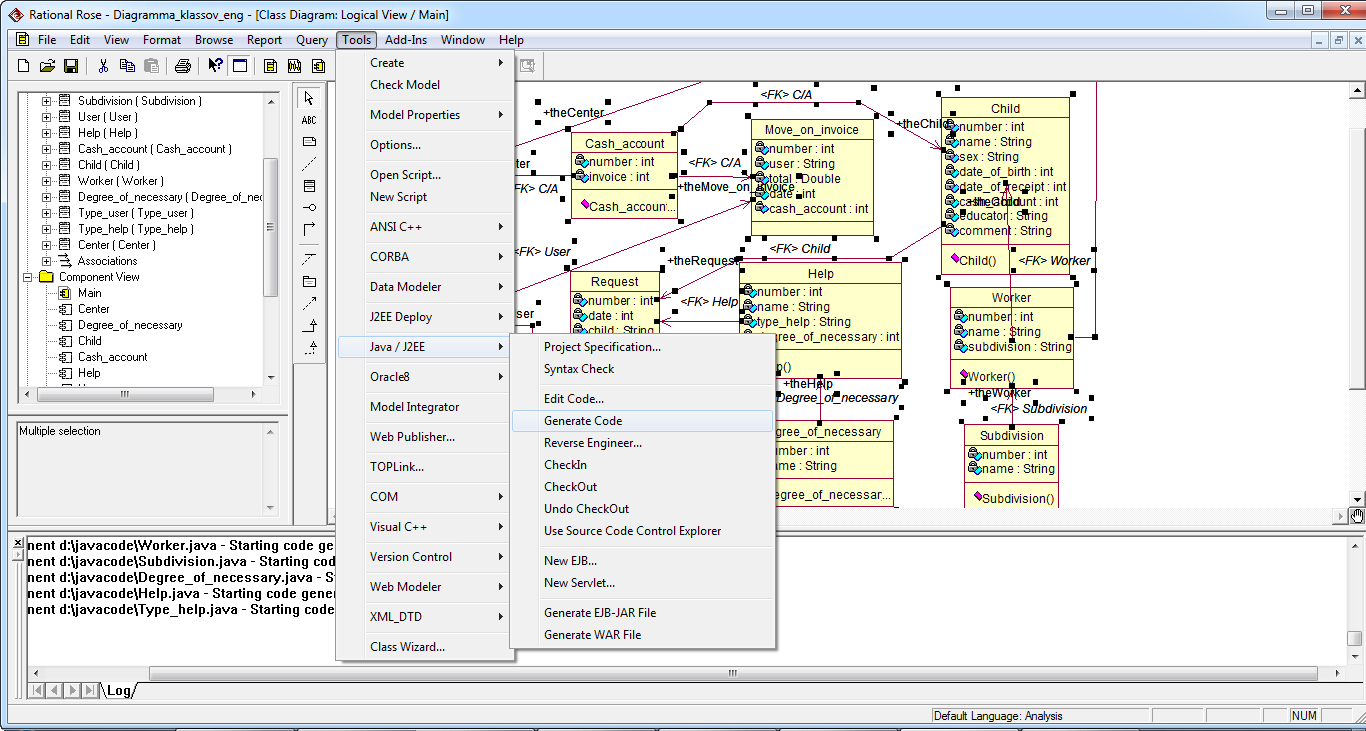 Rational Rose - Diagramma_klassov_eng - [Class Diagram: Logical View / Main]
File Edit View Format Browse Report Query Tools Add-Ins Window Help
Subdivision ( Subdivision )
User ( User )
Help ( Help )
Cash_account ( Cash_account )
Child ( Child )
Worker ( Worker )
Degree_of_necessary ( Degree_of_nec
Type_user ( Type_user )
Type_help ( Type_help )
Center ( Center )
Associations
Component View
Main
Center
Degree_of_necessary
Child
Cash_account
Help
ABC
Multiple selection
Create
Check Model
Model Properties
Options...
Open Script...
New Script
ANSI C++
CORBA
Data Modeler
J2EE Deploy
Java / J2EE
Oracle8
Model Integrator
Web Publisher...
TOPLink...
COM
Visual C++
Version Control
Web Modeler
XML_DTD
Class Wizard...
Project Specification...
Syntax Check
Edit Code...
Generate Code
Reverse Engineer...
CheckIn
CheckOut
Undo CheckOut
Use Source Code Control Explorer
New EJB...
New Servlet...
Generate EJB-JAR File
Generate WAR File
<FK> C/A
+theCenter
Cash_account
number : int
invoice : int
Cash_accoun...
<FK> C/A
<FK> C/A
+theMove_on_invoice
Move_on_invoice
number : int
user : String
total : Double
date : int
cash_account : int
+theChild
Child
number : int
name : String
sex : String
date_of_birth : int
date_of_receipt : int
cash_account : int
educator : String
comment : String
Child()
<FK> User
<FK> Child
+theRequest
Request
number : int
date : int
child : String
<FK> Help
Help
number : int
name : String
type_help : String
degree_of_necessary : int
<FK> Worker
Worker
number : int
name : String
subdivision : String
Worker()
+theHelp
Degree_of_necessary
gree_of_necessary
mber : int
me : String
egree_of_necessar...
+theWorker
<FK> Subdivision
Subdivision
number : int
name : String
Subdivision()
nent d:\javacode\Worker.java - Starting code ge
nent d:\javacode\Subdivision.java - Starting cod
nent d:\javacode\Degree_of_necessary.java - S
nent d:\javacode\Help.java - Starting code gener
nent d:\javacode\Type_help.java - Starting code
Log
Default Language: Analysis
NUM